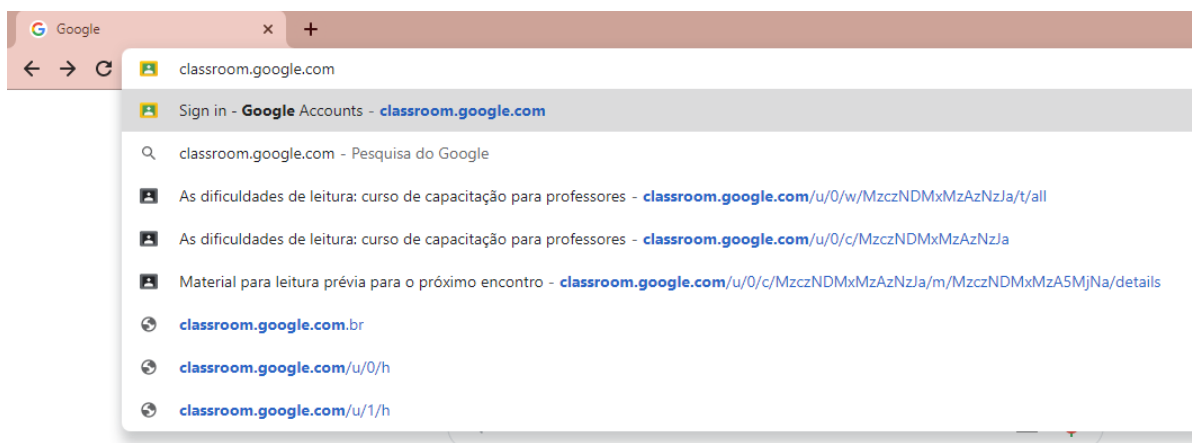 Google
classroom.google.com
Sign in - Google Accounts - classroom.google.com
classroom.google.com - Pesquisa do Google
As dificuldades de leitura: curso de capacitação para professores - classroom.google.com/u/0/w/MzczNDMxMzAzNzJa/t/all
As dificuldades de leitura: curso de capacitação para professores - classroom.google.com/u/0/c/MzczNDMxMzAzNzJa
Material para leitura prévia para o próximo encontro - classroom.google.com/u/0/c/MzczNDMxMzAzNzJa/m/MzczNDMxMzA5MjNa/details
classroom.google.com.br
classroom.google.com/u/0/h
classroom.google.com/u/1/h